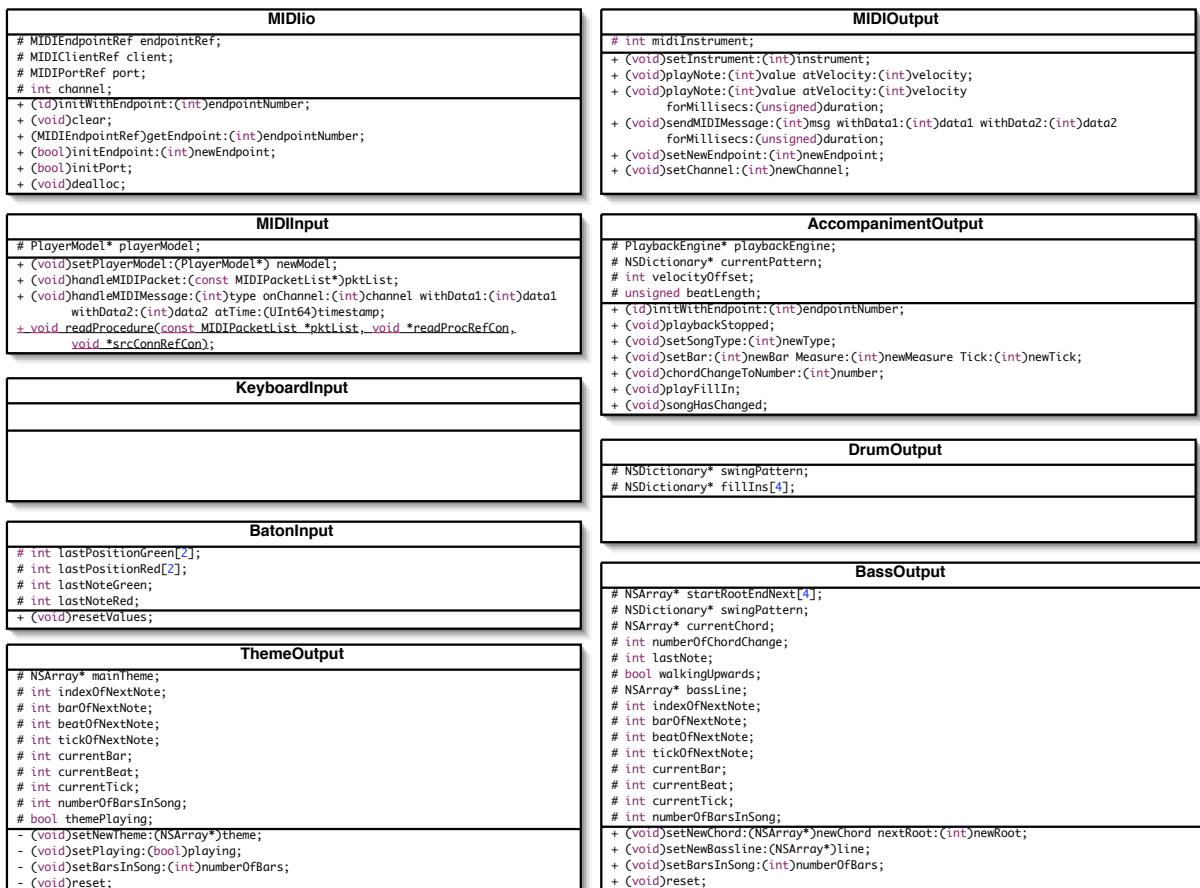 MIDIio
# MIDIEndpointRef endpointRef;
# MIDIClientRef client;
# MIDIPortRef port;
# int channel;
+ (id)initWithEndpoint:(int)endpointNumber;
+ (void)clear;
+ (MIDIEndpointRef)getEndpoint:(int)endpointNumber;
+ (bool)initEndpoint:(int)newEndpoint;
+ (bool)initPort;
+ (void)dealloc;
MIDIInput
# PlayerModel* playerModel;
+ (void)setPlayerModel:(PlayerModel*) newModel;
+ (void)handleMIDIPacket:(const MIDIPacketList*)pktList;
+ (void)handleMIDIMessage:(int)type onChannel:(int)channel withData1:(int)data1
withData2:(int)data2 atTime:(UInt64)timestamp;
+ void readProcedure(const MIDIPacketList *pktList, void *readProcRefCon,
void *srcConnRefCon);
KeyboardInput
BatonInput
# int lastPositionGreen[2];
# int lastPositionRed[2];
# int lastNoteGreen;
# int lastNoteRed;
+ (void)resetValues;
ThemeOutput
# NSArray* mainTheme;
# int indexOfNextNote;
# int barOfNextNote;
# int beatOfNextNote;
# int tickOfNextNote;
# int currentBar;
# int currentBeat;
# int currentTick;
# int numberOfBarsInSong;
# bool themePlaying;
- (void)setNewTheme:(NSArray*)theme;
- (void)setPlaying:(bool)playing;
- (void)setBarsInSong:(int)numberOfBars;
- (void)reset;
MIDIOutput
# int midiInstrument;
+ (void)setInstrument:(int)instrument;
+ (void)playNote:(int)value atVelocity:(int)velocity;
+ (void)playNote:(int)value atVelocity:(int)velocity
forMillisecs:(unsigned)duration;
+ (void)sendMIDIMessage:(int)msg withData1:(int)data1 withData2:(int)data2
forMillisecs:(unsigned)duration;
+ (void)setNewEndpoint:(int)newEndpoint;
+ (void)setChannel:(int)newChannel;
AccompanimentOutput
# PlaybackEngine* playbackEngine;
# NSDictionary* currentPattern;
# int velocityOffset;
# unsigned beatLength;
+ (id)initWithEndpoint:(int)endpointNumber;
+ (void)playbackStopped;
+ (void)setSongType:(int)newType;
+ (void)setBar:(int)newBar Measure:(int)newMeasure Tick:(int)newTick;
+ (void)chordChangeToNumber:(int)number;
+ (void)playFillIn;
+ (void)songHasChanged;
DrumOutput
# NSDictionary* swingPattern;
# NSDictionary* fillIns[4];
BassOutput
# NSArray* startRootEndNext[4];
# NSDictionary* swingPattern;
# NSArray* currentChord;
# int numberOfChordChange;
# int lastNote;
# bool walkingUpwards;
# NSArray* bassLine;
# int indexOfNextNote;
# int barOfNextNote;
# int beatOfNextNote;
# int tickOfNextNote;
# int currentBar;
# int currentBeat;
# int currentTick;
# int numberOfBarsInSong;
+ (void)setNewChord:(NSArray*)newChord nextRoot:(int)newRoot;
+ (void)setNewBassline:(NSArray*)line;
+ (void)setBarsInSong:(int)numberOfBars;
+ (void)reset;